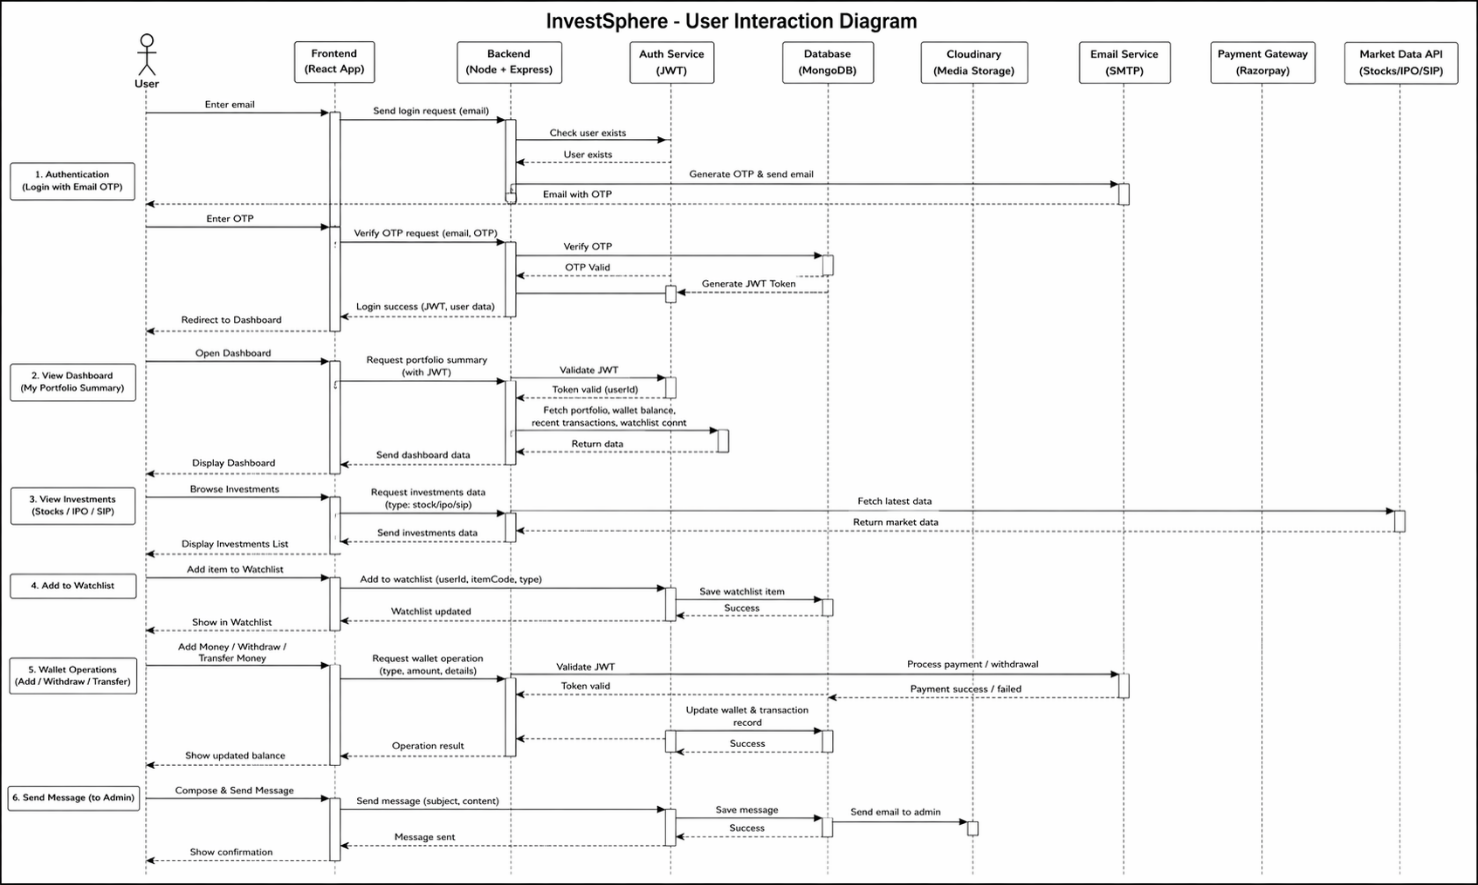 InvestSphere - User Interaction Diagram
User
Frontend
(React App)
Backend
(Node + Express)
Auth Service
(JWT)
Database
(MongoDB)
Cloudinary
(Media Storage)
Email Service
(SMTP)
Payment Gateway
(Razorpay)
Market Data API
(Stocks/IPO/SIP)
1. Authentication
(Login with Email OTP)
Enter email
Send login request (email)
Check user exists
User exists
Generate OTP & send email
Email with OTP
Enter OTP
Verify OTP request (email, OTP)
Verify OTP
OTP Valid
Generate JWT Token
Login success (JWT, user data)
Redirect to Dashboard
2. View Dashboard
(My Portfolio Summary)
Open Dashboard
Request portfolio summary
(with JWT)
Validate JWT
Token valid (userId)
Fetch portfolio, wallet balance,
recent transactions, watchlist connt
Return data
Send dashboard data
Display Dashboard
3. View Investments
(Stocks / IPO / SIP)
Browse Investments
Request investments data
(type: stock/ipo/sip)
Fetch latest data
Return market data
Send investments data
Display Investments List
4. Add to Watchlist
Add item to Watchlist
Add to watchlist (userId, itemCode, type)
Save watchlist item
Success
Watchlist updated
Show in Watchlist
5. Wallet Operations
(Add / Withdraw / Transfer)
Add Money / Withdraw /
Transfer Money
Request wallet operation
(type, amount, details)
Validate JWT
Process payment / withdrawal
Token valid
Payment success / failed
Update wallet & transaction
record
Success
Operation result
Show updated balance
6. Send Message (to Admin)
Compose & Send Message
Send message (subject, content)
Save message
Send email to admin
Success
Message sent
Show confirmation